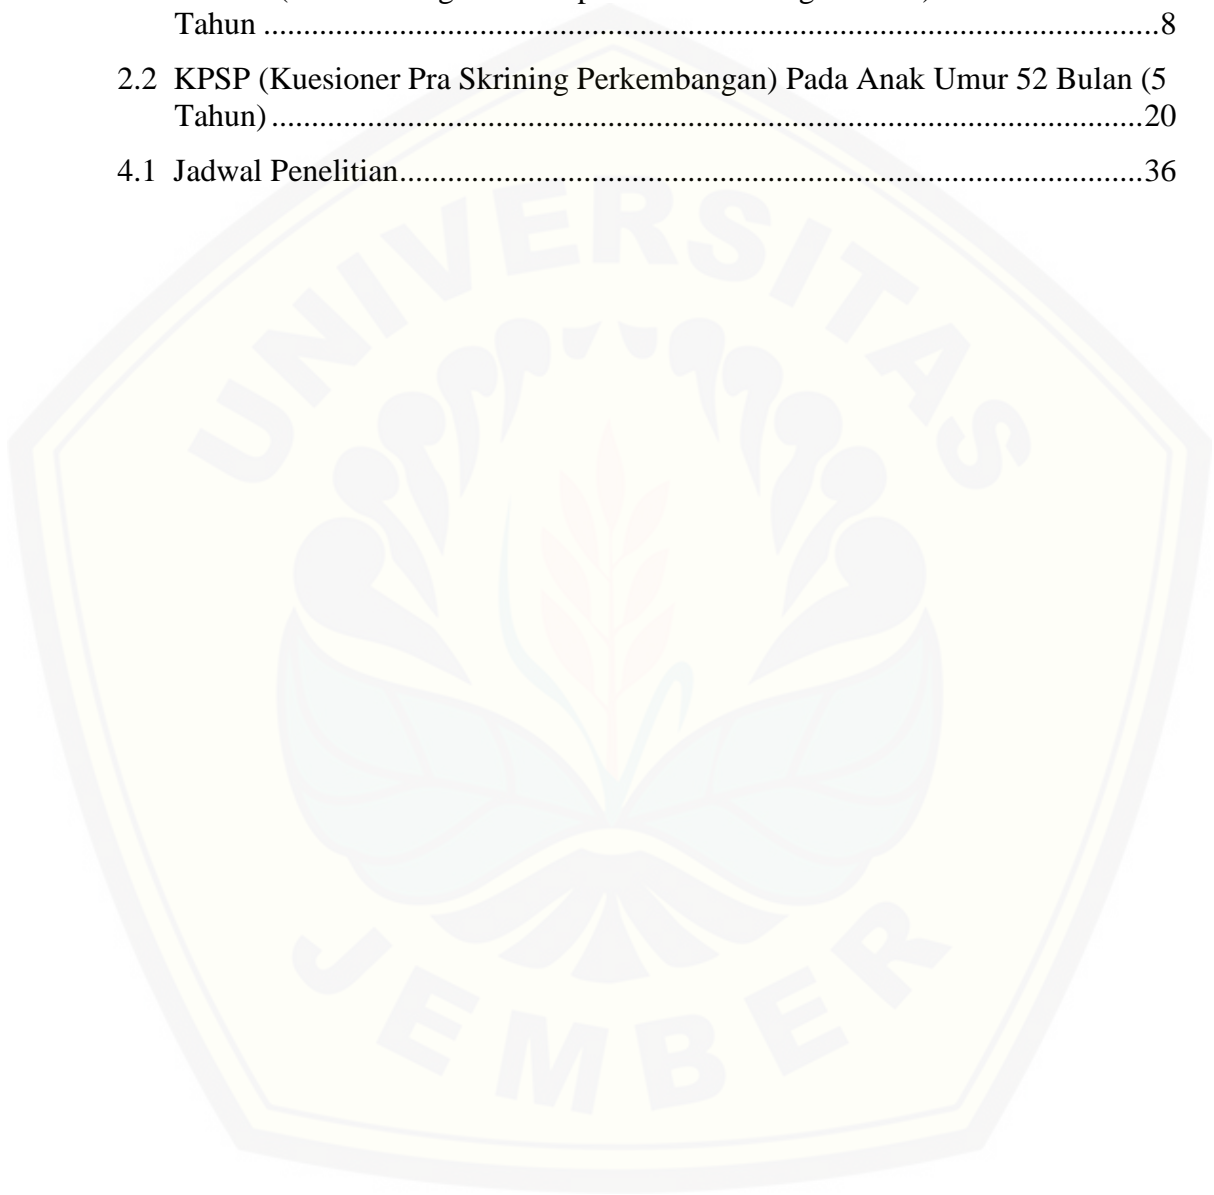 Tahun ........................................................................................................8
2.2 KPSP (Kuesioner Pra Skrining Perkembangan) Pada Anak Umur 52 Bulan (5
Tahun) .....................................................................................................20
4.1 Jadwal Penelitian......................................................................................36
UNIVERSITAS
JEMBER